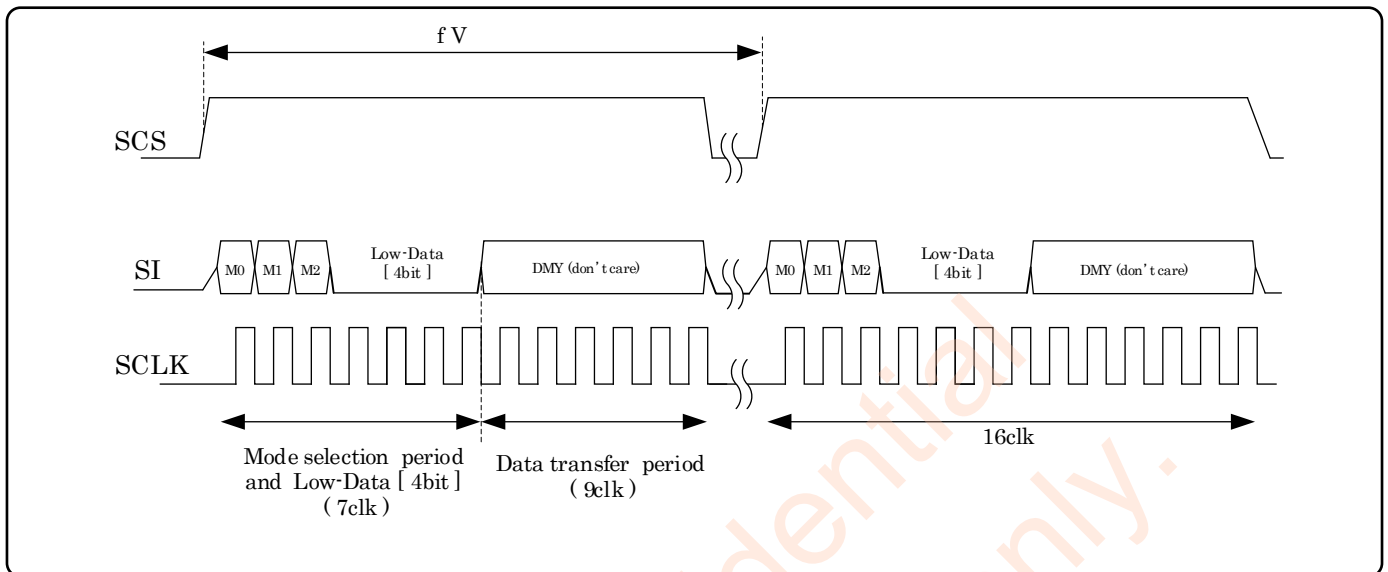 f V
SCS
SI
M0 M1 M2 Low-Data [ 4bit ] DMY (don't care) M0 M1 M2 Low-Data [ 4bit ] DMY (don't care)
SCLK
16clk
Mode selection period
and Low-Data [ 4bit ]
( 7clk )
Data transfer period
( 9clk )